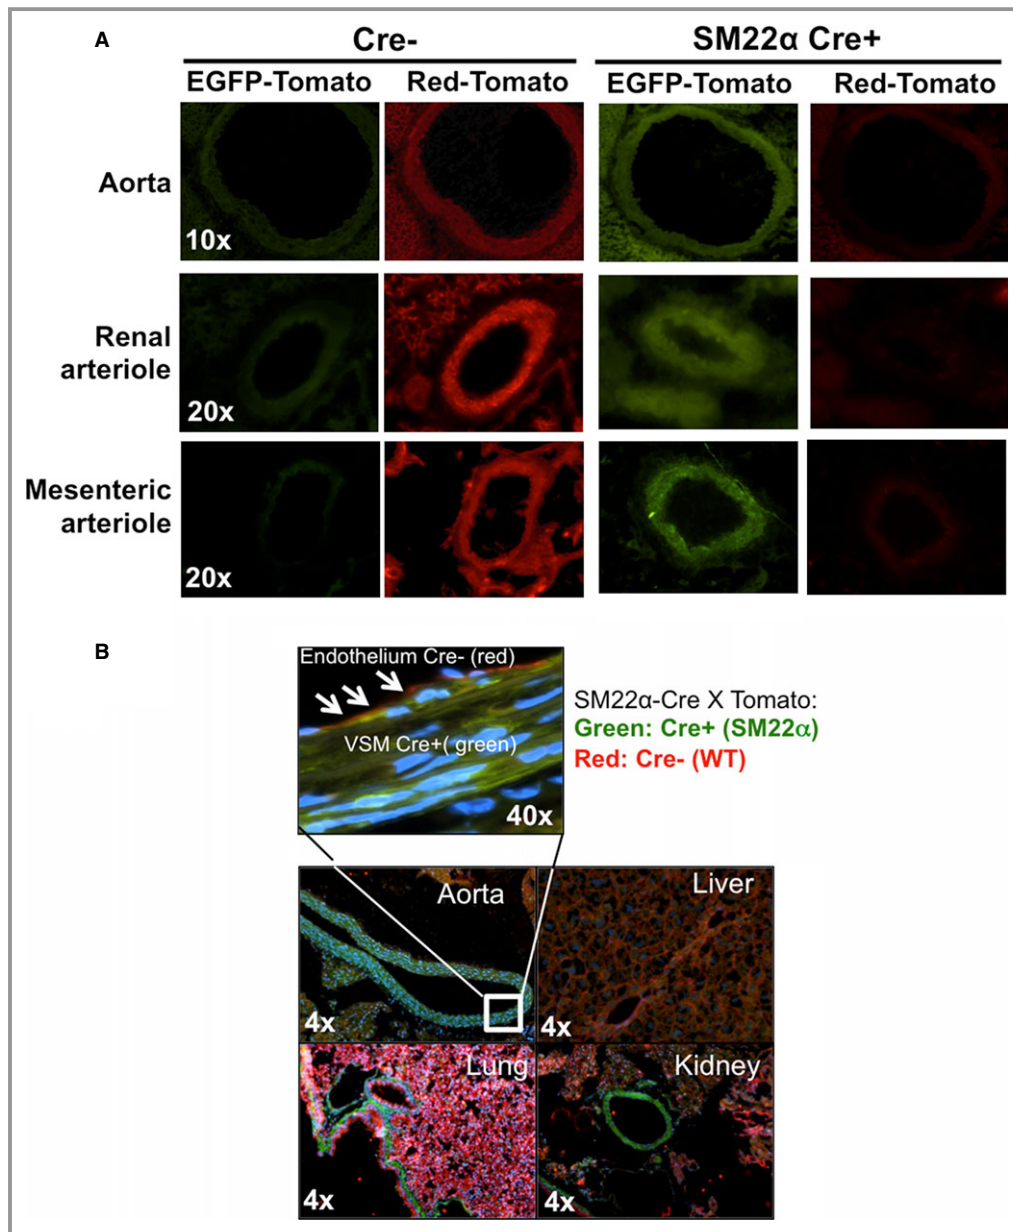 A
Cre-
SM22α Cre+
EGFP-Tomato
Red-Tomato
EGFP-Tomato
Red-Tomato
Aorta
10x
Renal
arteriole
20x
Mesenteric
arteriole
20x
B
Endothelium Cre- (red)
VSM Cre+( green)
40x
SM22α-Cre X Tomato:
Green: Cre+ (SM22α)
Red: Cre- (WT)
Aorta
4x
Liver
4x
Lung
4x
Kidney
4x